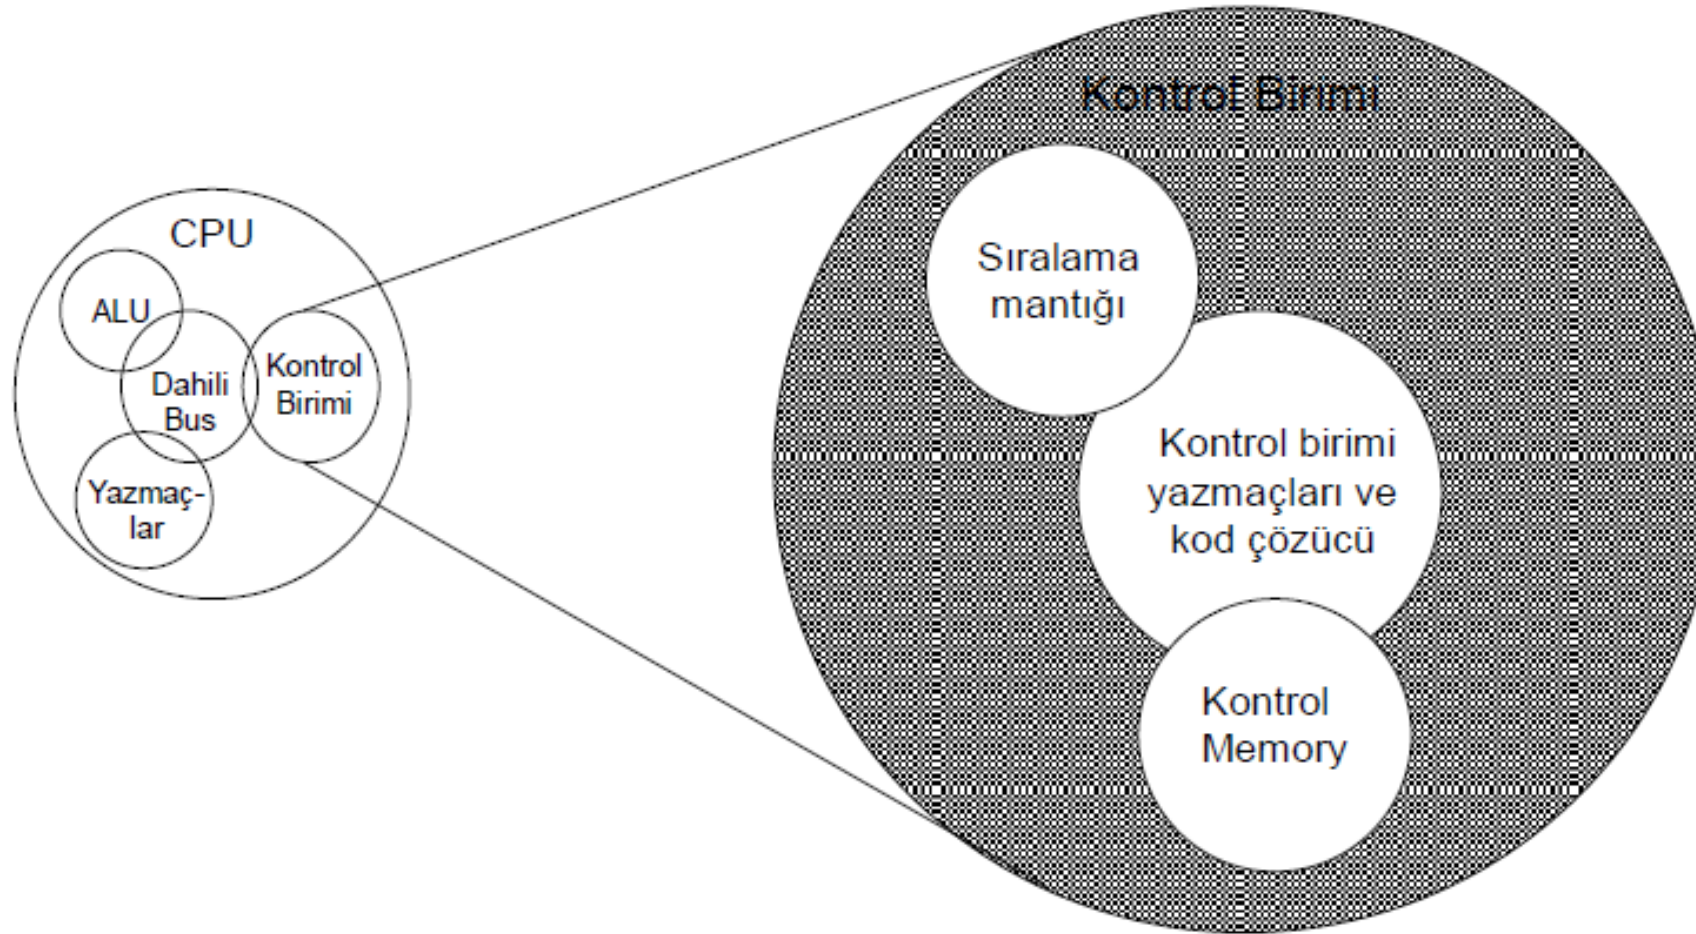 CPU
ALU
Dahili
Bus
Kontrol
Birimi
Yazmaç-
lar
Kontrol Birimi
Sıralama
mantığı
Kontrol birimi
yazmaçları ve
kod çözücü
Kontrol
Memory